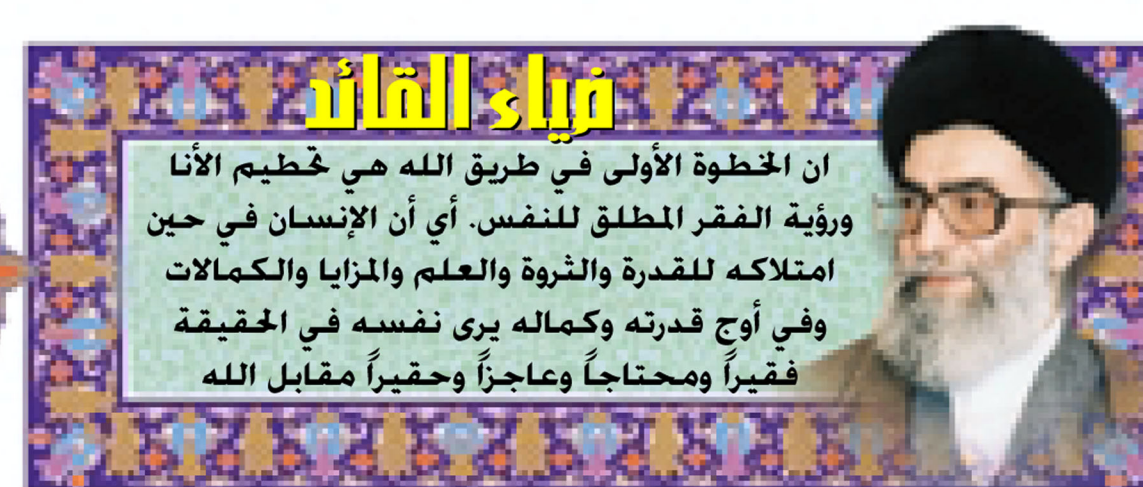 ضياء القائد
ان الخطوة الأولى في طريق الله هي تحطيم الأنا
ورؤية الفقر المطلق للنفس. أي أن الإنسان في حين
امتلاكه للقدرة والثروة والعلم والمزايا والكمالات
وفي أوج قدرته وكماله يرى نفسه في الحقيقة
فقيراً ومحتاجاً وعاجزاً وحقيراً مقابل الله